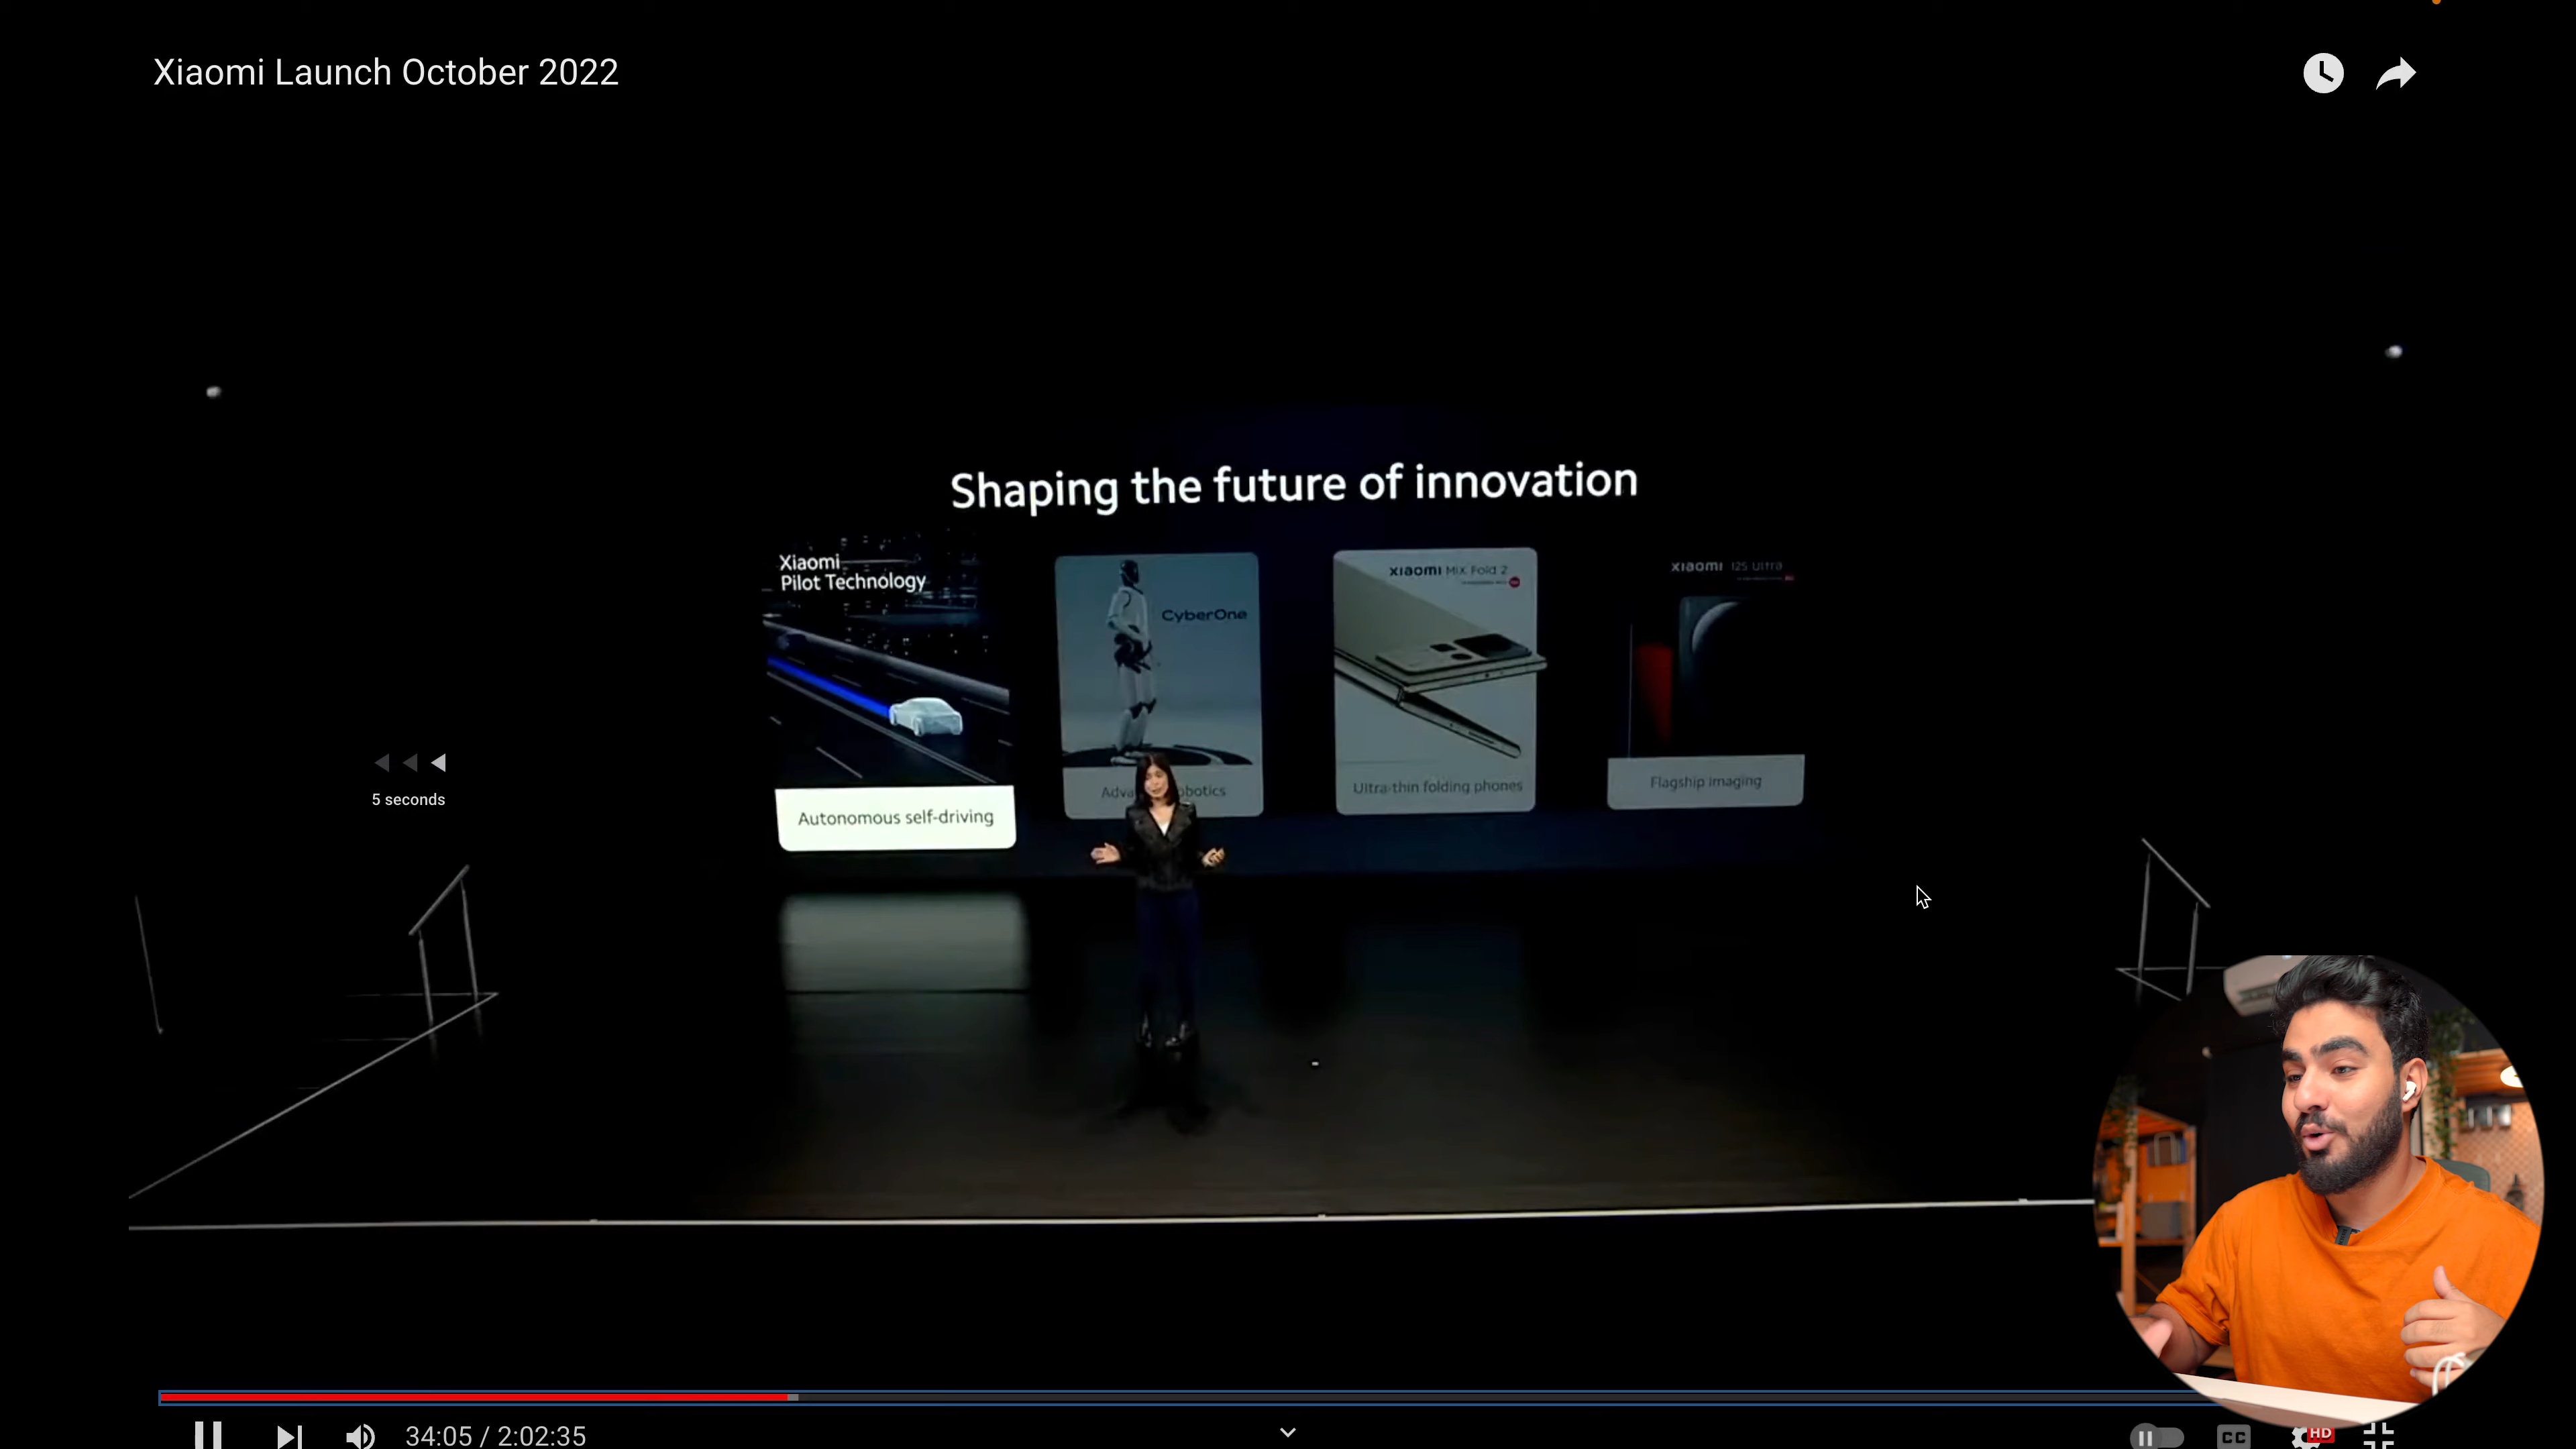 Xiaomi Launch October 2022
Shaping the future of innovation
Xiaomi
Pilot Technology
Autonomous self-driving
CyberOne
xiaomi MIX Fold 2
Ultra-thin folding phones
xiaomi 12S Ultra
Flagship imaging
5 seconds
34:05 / 2:02:35
CC
HD